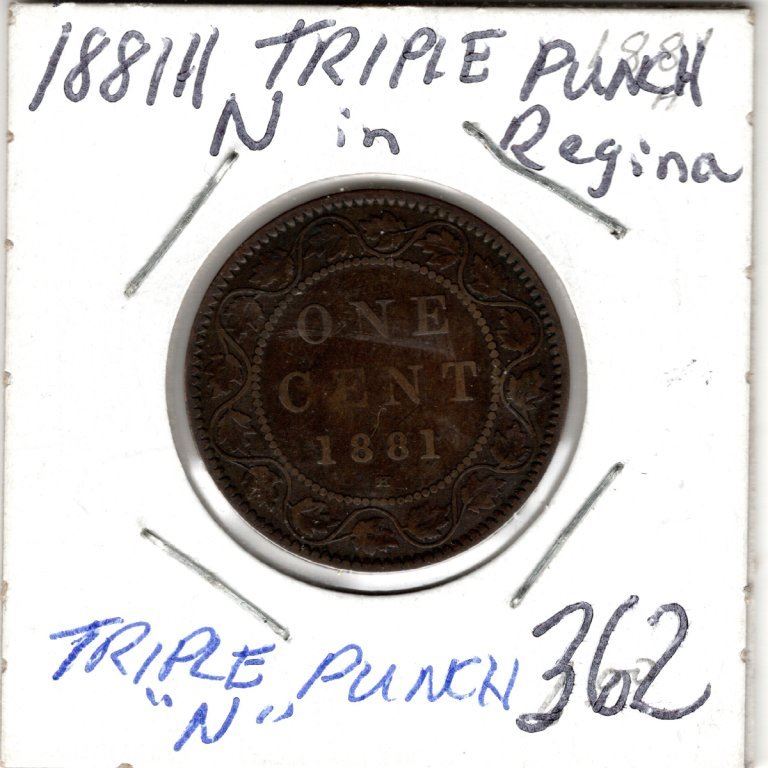 1881H TRIPLE PUNCH
N in Regina
ONE
CENT
1881
H
TRIPLE PUNCH
"N"
362